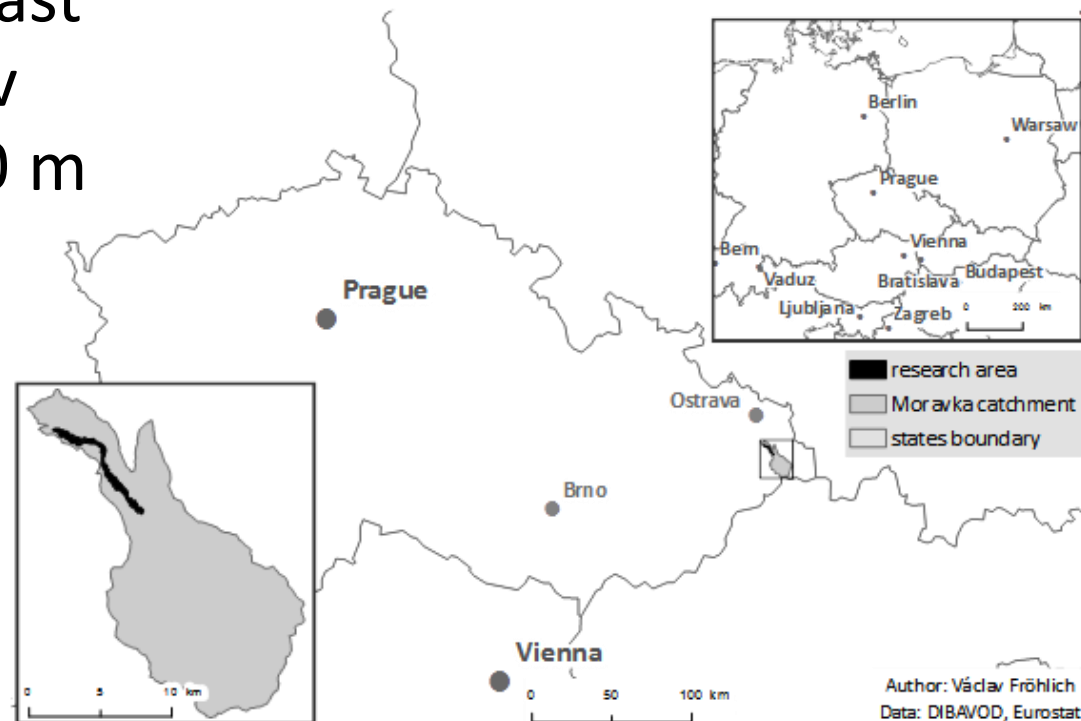 ast
0 m
Berlin
Warsaw
Prague
Bern
Vienna
Vaduz
Bratislava
Budapest
Ljubljana
Zagreb
0 200 km
Prague
research area
Moravka catchment
states boundary
Ostrava
Brno
Vienna
0 5 10 km
0 50 100 km
Author: Václav Fröhlich
Data: DIBAVOD, Eurostat